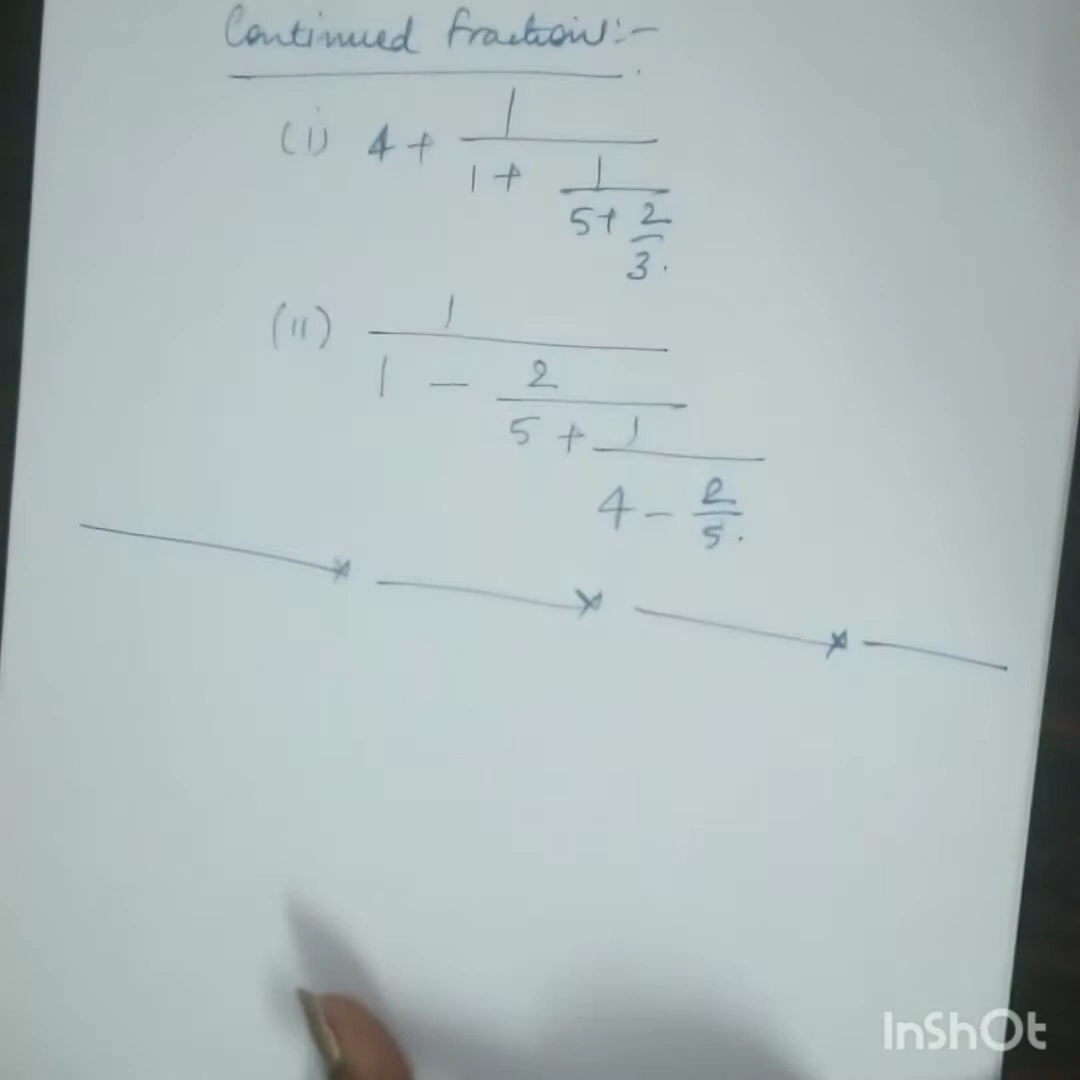 Continued fraction:-
(i) 4 + 1
1 + 1
5 + 2
3.
(ii) 1
1 - 2
5 + 1
4 - 2
5.
InShOt